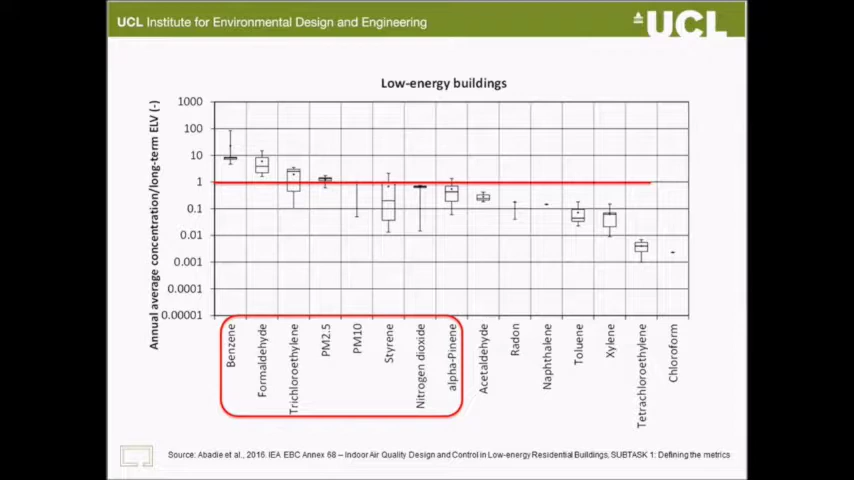 UCL Institute for Environmental Design and Engineering
UCL
Low-energy buildings
Annual average concentration/long-term ELV (-)
1000
100
10
1
0.1
0.01
0.001
0.0001
0.00001
Benzene
Formaldehyde
Trichloroethylene
PM2.5
PM10
Styrene
Nitrogen dioxide
alpha-Pinene
Acetaldehyde
Radon
Naphthalene
Toluene
Xylene
Tetrachloroethylene
Chloroform
Source: Abadie et al., 2016. IEA EBC Annex 68 – Indoor Air Quality Design and Control in Low-energy Residential Buildings, SUBTASK 1: Defining the metrics